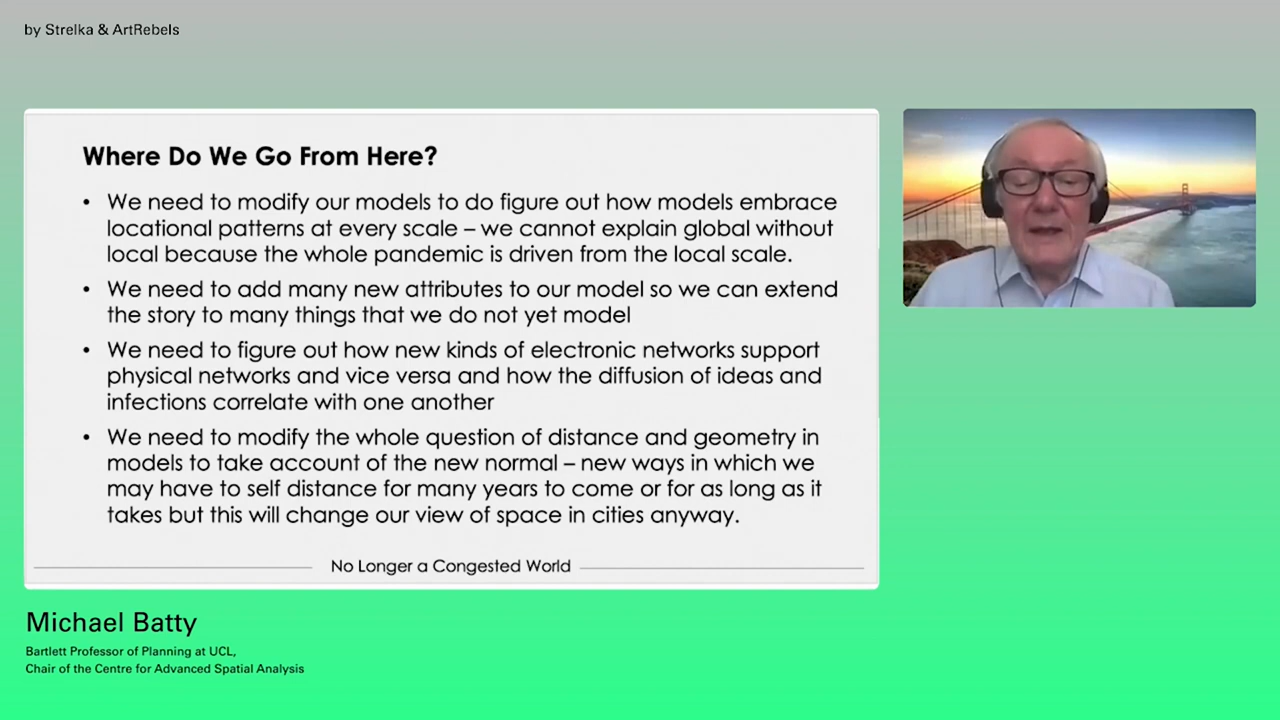 by Strelka & ArtRebels
Where Do We Go From Here?
• We need to modify our models to do figure out how models embrace
locational patterns at every scale – we cannot explain global without
local because the whole pandemic is driven from the local scale.
• We need to add many new attributes to our model so we can extend
the story to many things that we do not yet model
• We need to figure out how new kinds of electronic networks support
physical networks and vice versa and how the diffusion of ideas and
infections correlate with one another
• We need to modify the whole question of distance and geometry in
models to take account of the new normal – new ways in which we
may have to self distance for many years to come or for as long as it
takes but this will change our view of space in cities anyway.
No Longer a Congested World
Michael Batty
Bartlett Professor of Planning at UCL,
Chair of the Centre for Advanced Spatial Analysis